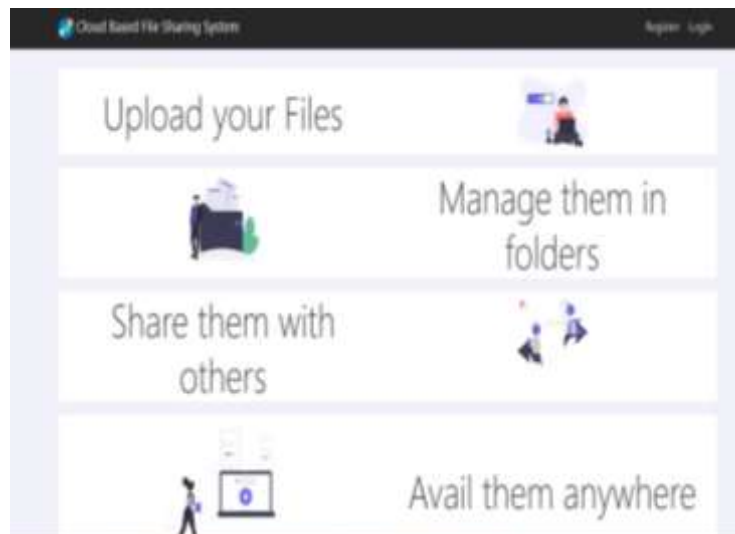 Cloud Based File Sharing System
Register Login
Upload your Files
Manage them in
folders
Share them with
others
Avail them anywhere